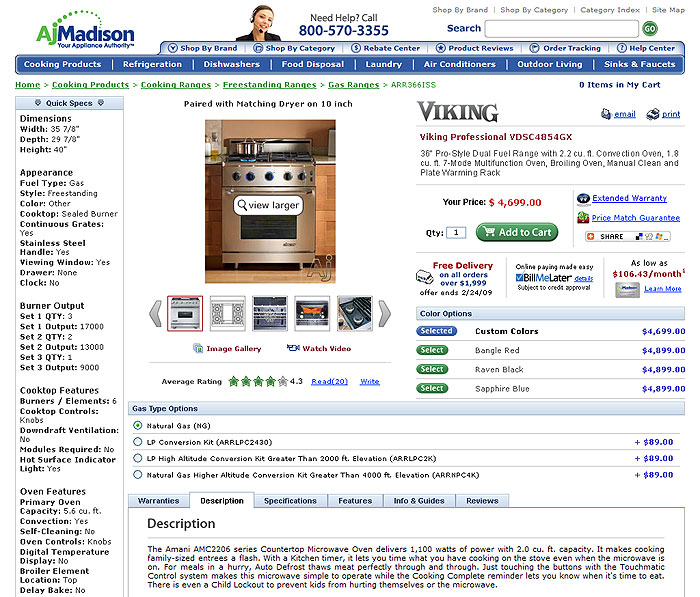 Shop By Brand | Shop By Category | Category Index | Site Map
AjMadison
Your Appliance Authority™
Need Help? Call
800-570-3355
Search GO
Shop By Brand Shop By Category Rebate Center Product Reviews Order Tracking Help Center
Cooking Products | Refrigeration | Dishwashers | Food Disposal | Laundry | Air Conditioners | Outdoor Living | Sinks & Faucets
Home > Cooking Products > Cooking Ranges > Freestanding Ranges > Gas Ranges > ARR366ISS
0 Items in My Cart
Quick Specs
Dimensions
Width: 35 7/8"
Depth: 29 7/8"
Height: 40"
Appearance
Fuel Type: Gas
Style: Freestanding
Color: Other
Cooktop: Sealed Burner
Continuous Grates:
Yes
Stainless Steel
Handle: Yes
Viewing Window: Yes
Drawer: None
Clock: No
Burner Output
Set 1 QTY: 3
Set 1 Output: 17000
Set 2 QTY: 2
Set 2 Output: 13000
Set 3 QTY: 1
Set 3 Output: 9000
Cooktop Features
Burners / Elements: 6
Cooktop Controls:
Knobs
Downdraft Ventilation:
No
Modules Required: No
Hot Surface Indicator
Light: Yes
Oven Features
Primary Oven
Capacity: 5.6 cu. ft.
Convection: Yes
Self-Cleaning: No
Oven Controls: Knobs
Digital Temperature
Display: No
Broiler Element
Location: Top
Delay Bake: No
Paired with Matching Dryer on 10 inch
view larger
Aj
Image Gallery Watch Video
Average Rating 4.3 Read(20) Write
VIKING
email print
Viking Professional VDSC4854GX
36" Pro-Style Dual Fuel Range with 2.2 cu. ft. Convection Oven, 1.8
cu. ft. 7-Mode Multifunction Oven, Broiling Oven, Manual Clean and
Plate Warming Rack
Your Price: $ 4,699.00
Qty: 1 Add to Cart
Extended Warranty
Price Match Guarantee
SHARE
Free Delivery
on all orders
over $1,999
offer ends 2/24/09
Online paying made easy
BillMeLater details
Subject to credit approval
As low as
$106.43/month¹
Learn More
Color Options
Selected Custom Colors $4,699.00
Select Bangle Red $4,899.00
Select Raven Black $4,899.00
Select Sapphire Blue $4,899.00
Gas Type Options
Natural Gas (NG)
LP Conversion Kit (ARRLPC2430) + $89.00
LP High Altitude Conversion Kit Greater Than 2000 ft. Elevation (ARRLPC2K) + $89.00
Natural Gas Higher Altitude Conversion Kit Greater Than 4000 ft. Elevation (ARRNPC4K) + $89.00
Warranties Description Specifications Features Info & Guides Reviews
Description
The Amani AMC2206 series Countertop Microwave Oven delivers 1,100 watts of power with 2.0 cu. ft. capacity. It makes cooking
family-sized entrees a flash. With a Kitchen timer, it lets you time what you have cooking on the stove even when the microwave is
on. For meals in a hurry, Auto Defrost thaws meat perfectly through and through. Just touching the buttons with the Touchmatic
Control system makes this microwave simple to operate while the Cooking Complete reminder lets you know when it's time to eat.
There is even a Child Lockout to prevent kids from hurting themselves or the microwave.